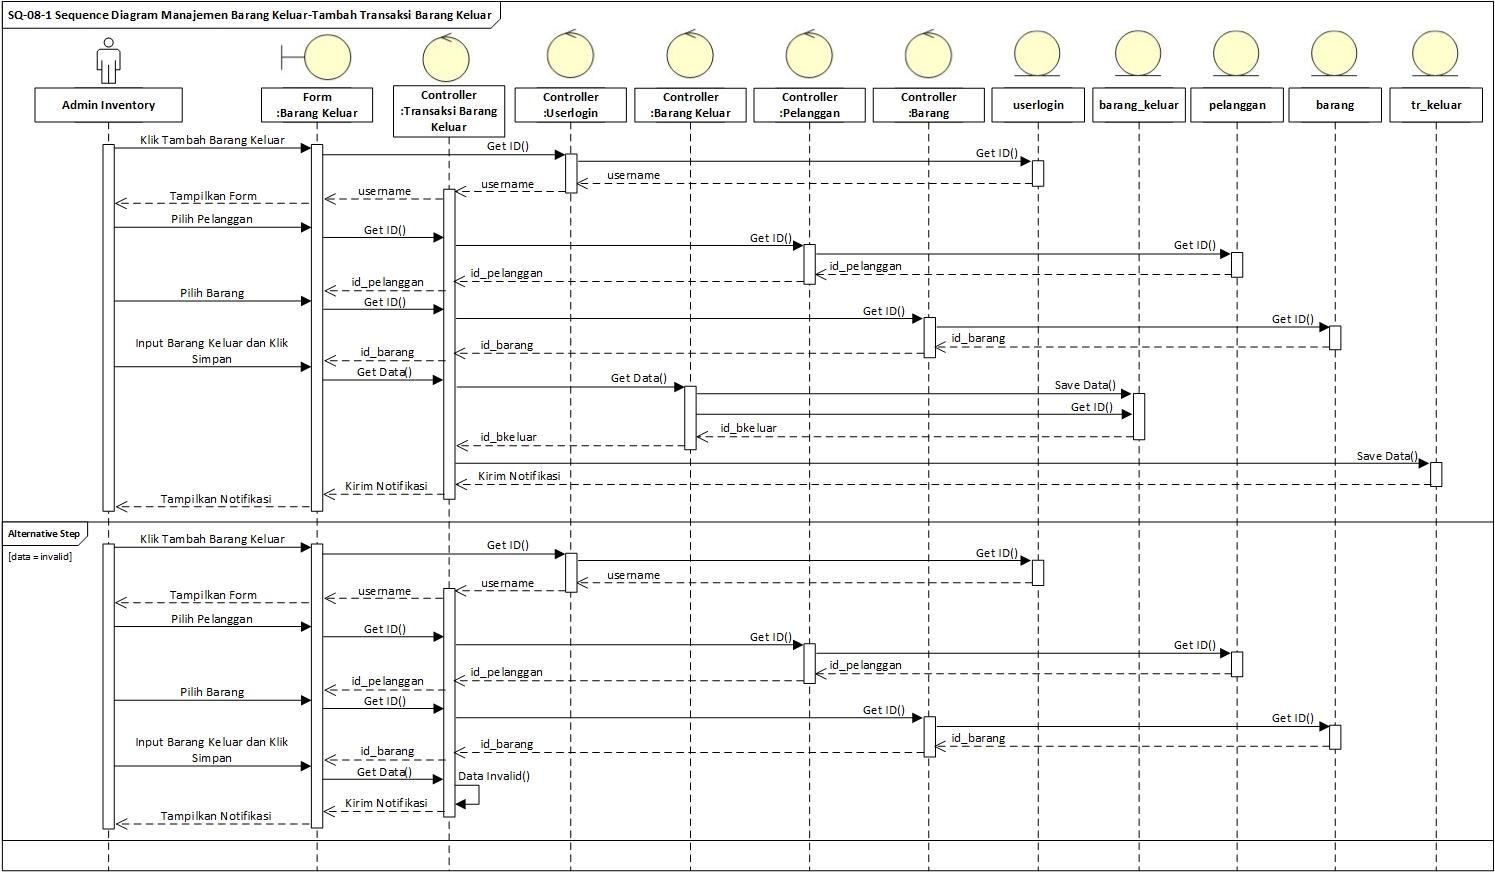 SQ-08-1 Sequence Diagram Manajemen Barang Keluar-Tambah Transaksi Barang Keluar
Admin Inventory
Form
:Barang Keluar
Controller
:Transaksi Barang
Keluar
Controller
:Userlogin
Controller
:Barang Keluar
Controller
:Pelanggan
Controller
:Barang
userlogin
barang_keluar
pelanggan
barang
tr_keluar
Klik Tambah Barang Keluar
Get ID()
Get ID()
username
username
username
Tampilkan Form
Pilih Pelanggan
Get ID()
Get ID()
Get ID()
id_pelanggan
id_pelanggan
id_pelanggan
Pilih Barang
Get ID()
Get ID()
Get ID()
id_barang
id_barang
id_barang
Input Barang Keluar dan Klik
Simpan
Get Data()
Get Data()
Save Data()
Get ID()
id_bkeluar
id_bkeluar
Save Data()
Kirim Notifikasi
Kirim Notifikasi
Tampilkan Notifikasi
Alternative Step
[data = invalid]
Klik Tambah Barang Keluar
Get ID()
Get ID()
username
username
username
Tampilkan Form
Pilih Pelanggan
Get ID()
Get ID()
Get ID()
id_pelanggan
id_pelanggan
id_pelanggan
Pilih Barang
Get ID()
Get ID()
Get ID()
id_barang
id_barang
id_barang
Input Barang Keluar dan Klik
Simpan
Get Data()
Data Invalid()
Kirim Notifikasi
Tampilkan Notifikasi